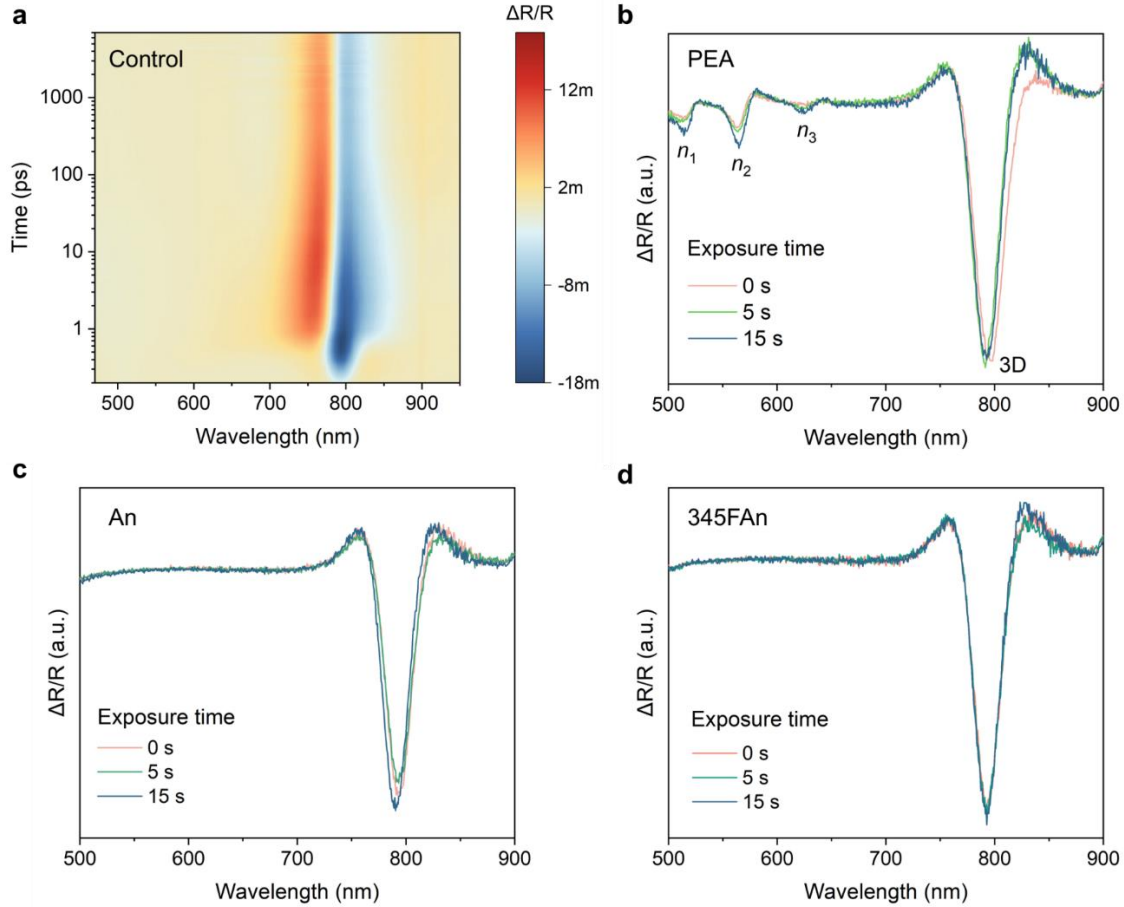 a
Control
ΔR/R
12m
2m
-8m
-18m
Time (ps)
1000
100
10
1
500 600 700 800 900
Wavelength (nm)
b
PEA
n1
n2
n3
3D
Exposure time
0 s
5 s
15 s
ΔR/R (a.u.)
500 600 700 800 900
Wavelength (nm)
c
An
Exposure time
0 s
5 s
15 s
ΔR/R (a.u.)
500 600 700 800 900
Wavelength (nm)
d
345FAn
Exposure time
0 s
5 s
15 s
ΔR/R (a.u.)
500 600 700 800 900
Wavelength (nm)